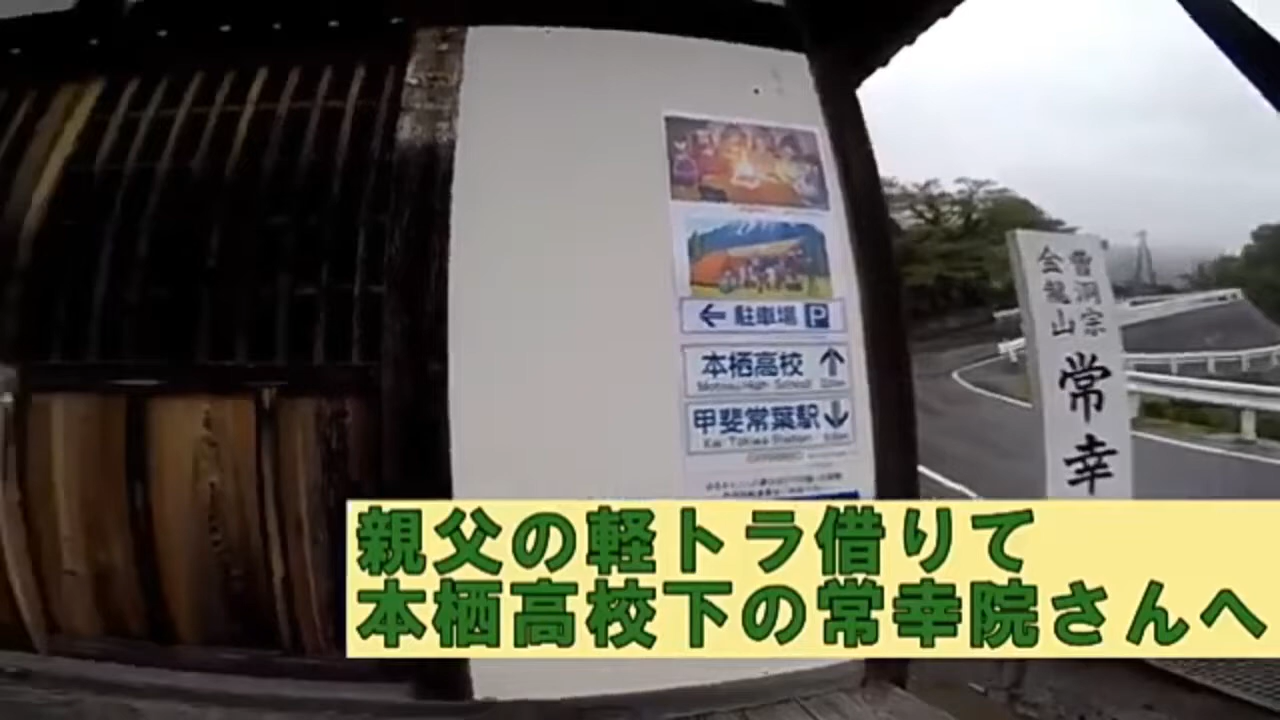 ← 駐車場 P
本栖高校 ↑
Motosu High School
甲斐常葉駅 ↓
Kai Tokiwa Station
曹洞宗
金龍山
常幸
親父の軽トラ借りて
本栖高校下の常幸院さんへ